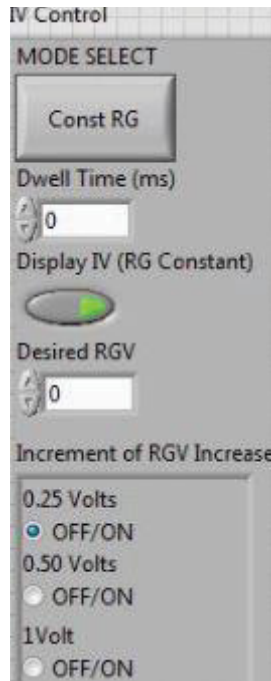 IV Control
MODE SELECT
Const RG
Dwell Time (ms)
0
Display IV (RG Constant)
Desired RGV
0
Increment of RGV Increase
0.25 Volts
OFF/ON
0.50 Volts
OFF/ON
1Volt
OFF/ON